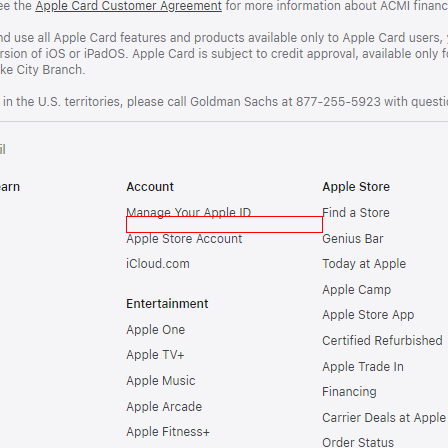 ee the Apple Card Customer Agreement for more information about ACMI financ
nd use all Apple Card features and products available only to Apple Card users,
rsion of iOS or iPadOS. Apple Card is subject to credit approval, available only f
ke City Branch.
in the U.S. territories, please call Goldman Sachs at 877-255-5923 with questi
il
earn
Account
Manage Your Apple ID
Apple Store Account
iCloud.com
Entertainment
Apple One
Apple TV+
Apple Music
Apple Arcade
Apple Fitness+
Apple Store
Find a Store
Genius Bar
Today at Apple
Apple Camp
Apple Store App
Certified Refurbished
Apple Trade In
Financing
Carrier Deals at Apple
Order Status